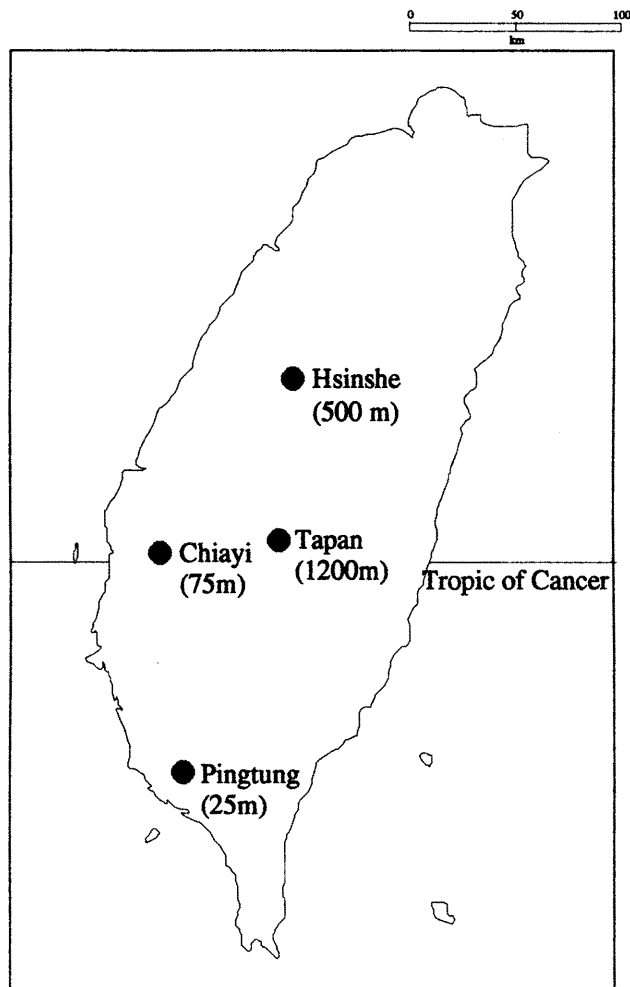 0 50 100
km
Hsinshe
(500 m)
Tapan
(1200m)
Chiayi
(75m)
Tropic of Cancer
Pingtung
(25m)